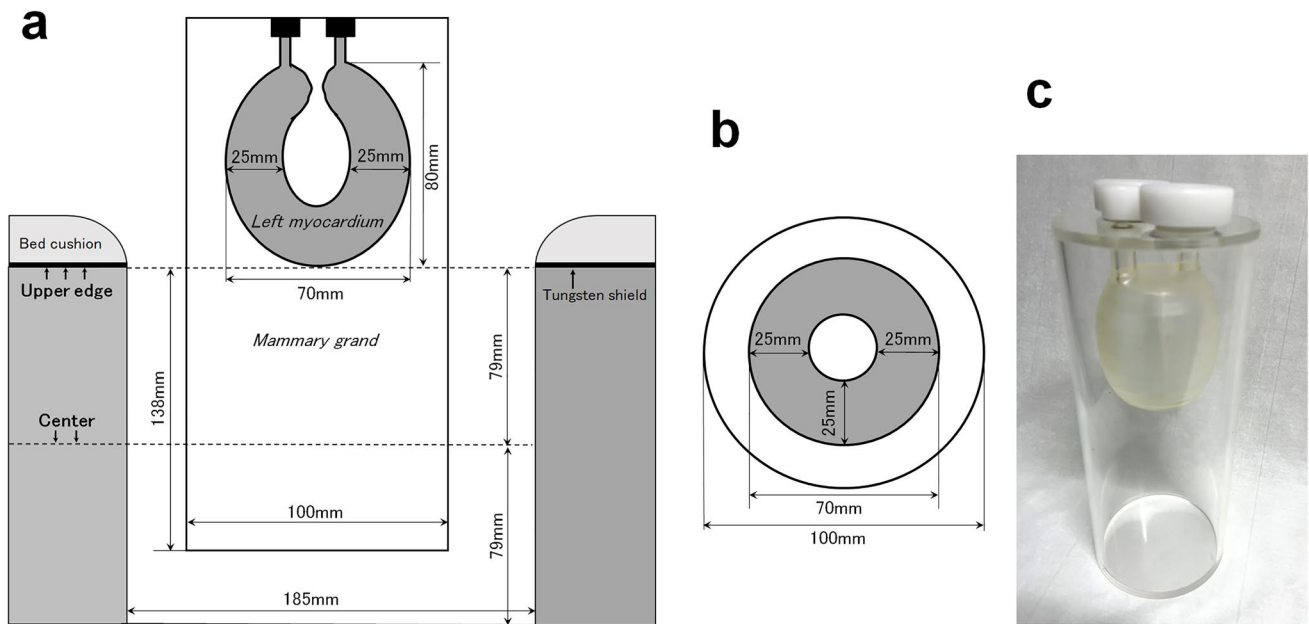 a
25mm
25mm
80mm
Left myocardium
Bed cushion
Upper edge
70mm
Tungsten shield
Mammary grand
79mm
138mm
Center
100mm
79mm
185mm
b
25mm
25mm
25mm
70mm
100mm
c